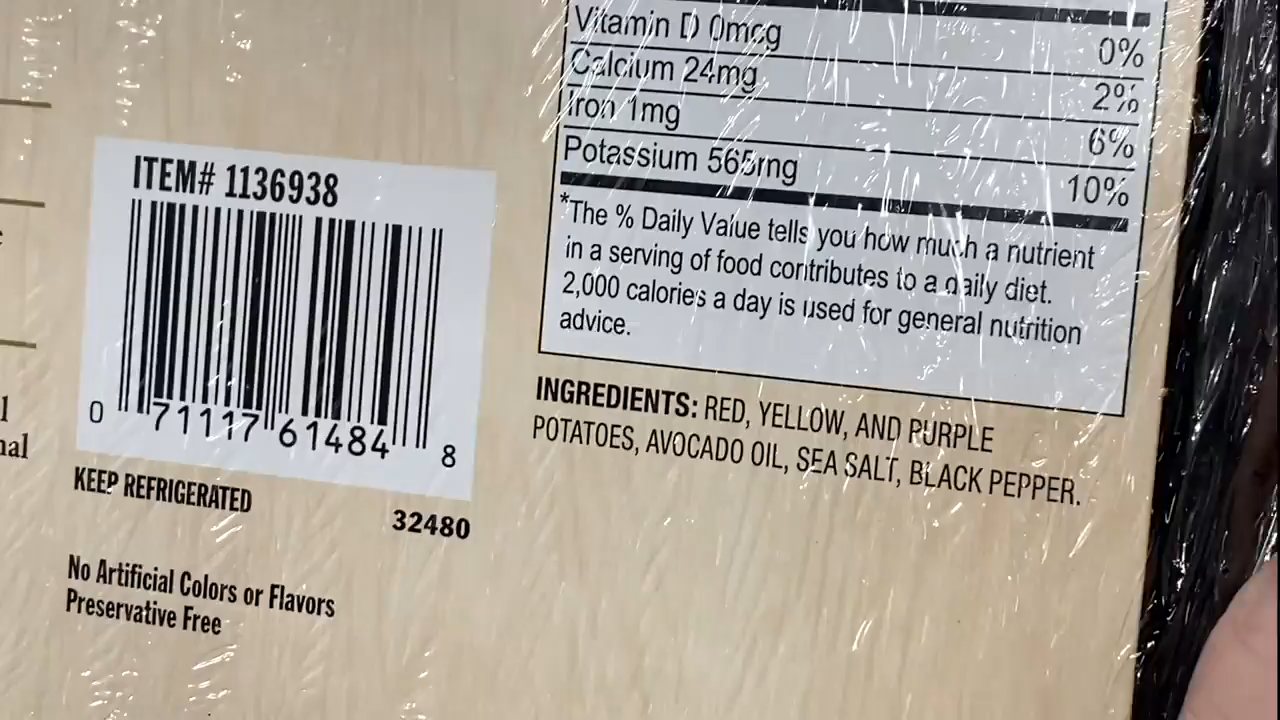 ITEM# 1136938
0 71117 61484 8
KEEP REFRIGERATED
32480
No Artificial Colors or Flavors
Preservative Free
Vitamin D 0mcg 0%
Calcium 24mg 2%
Iron 1mg 6%
Potassium 565mg 10%
*The % Daily Value tells you how much a nutrient
in a serving of food contributes to a daily diet.
2,000 calories a day is used for general nutrition
advice.
INGREDIENTS: RED, YELLOW, AND PURPLE
POTATOES, AVOCADO OIL, SEA SALT, BLACK PEPPER.